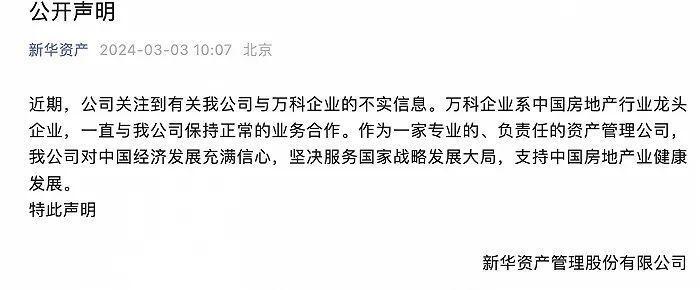 公开声明
新华资产 2024-03-03 10:07 北京
近期，公司关注到有关我公司与万科企业的不实信息。万科企业系中国房地产行业龙头
企业，一直与我公司保持正常的业务合作。作为一家专业的、负责任的资产管理公司，
我公司对中国经济发展充满信心，坚决服务国家战略发展大局，支持中国房地产业健康
发展。
特此声明
新华资产管理股份有限公司